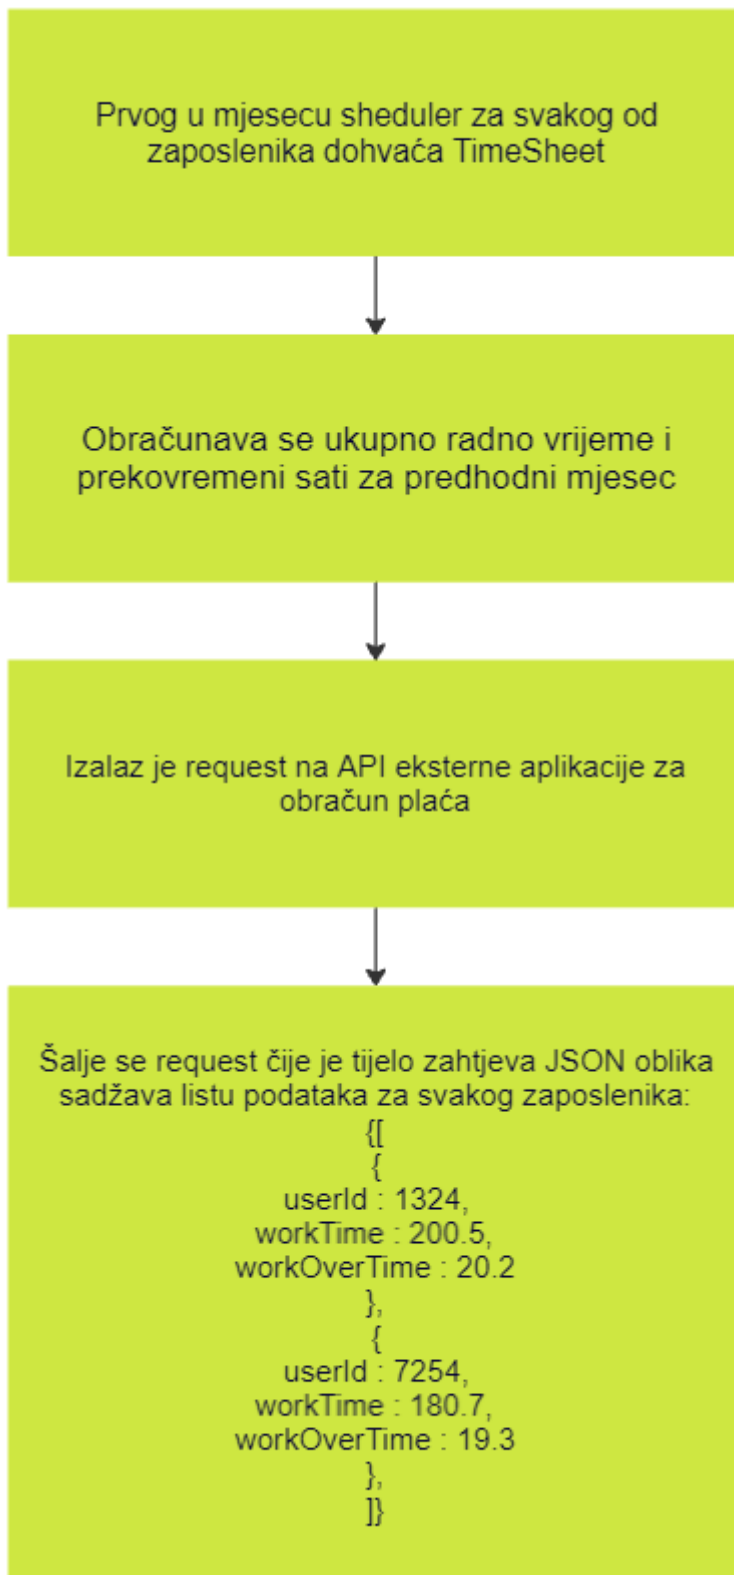 Prvog u mjesecu sheduler za svakog od
zaposlenika dohvaća TimeSheet
Obračunava se ukupno radno vrijeme i
prekovremeni sati za predhodni mjesec
Izalaz je request na API eksterne aplikacije za
obračun plaća
Šalje se request čije je tijelo zahtjeva JSON oblika
sadžava listu podataka za svakog zaposlenika:
{[
{
userId : 1324,
workTime : 200.5,
workOverTime : 20.2
},
{
userId : 7254,
workTime : 180.7,
workOverTime : 19.3
},
]}